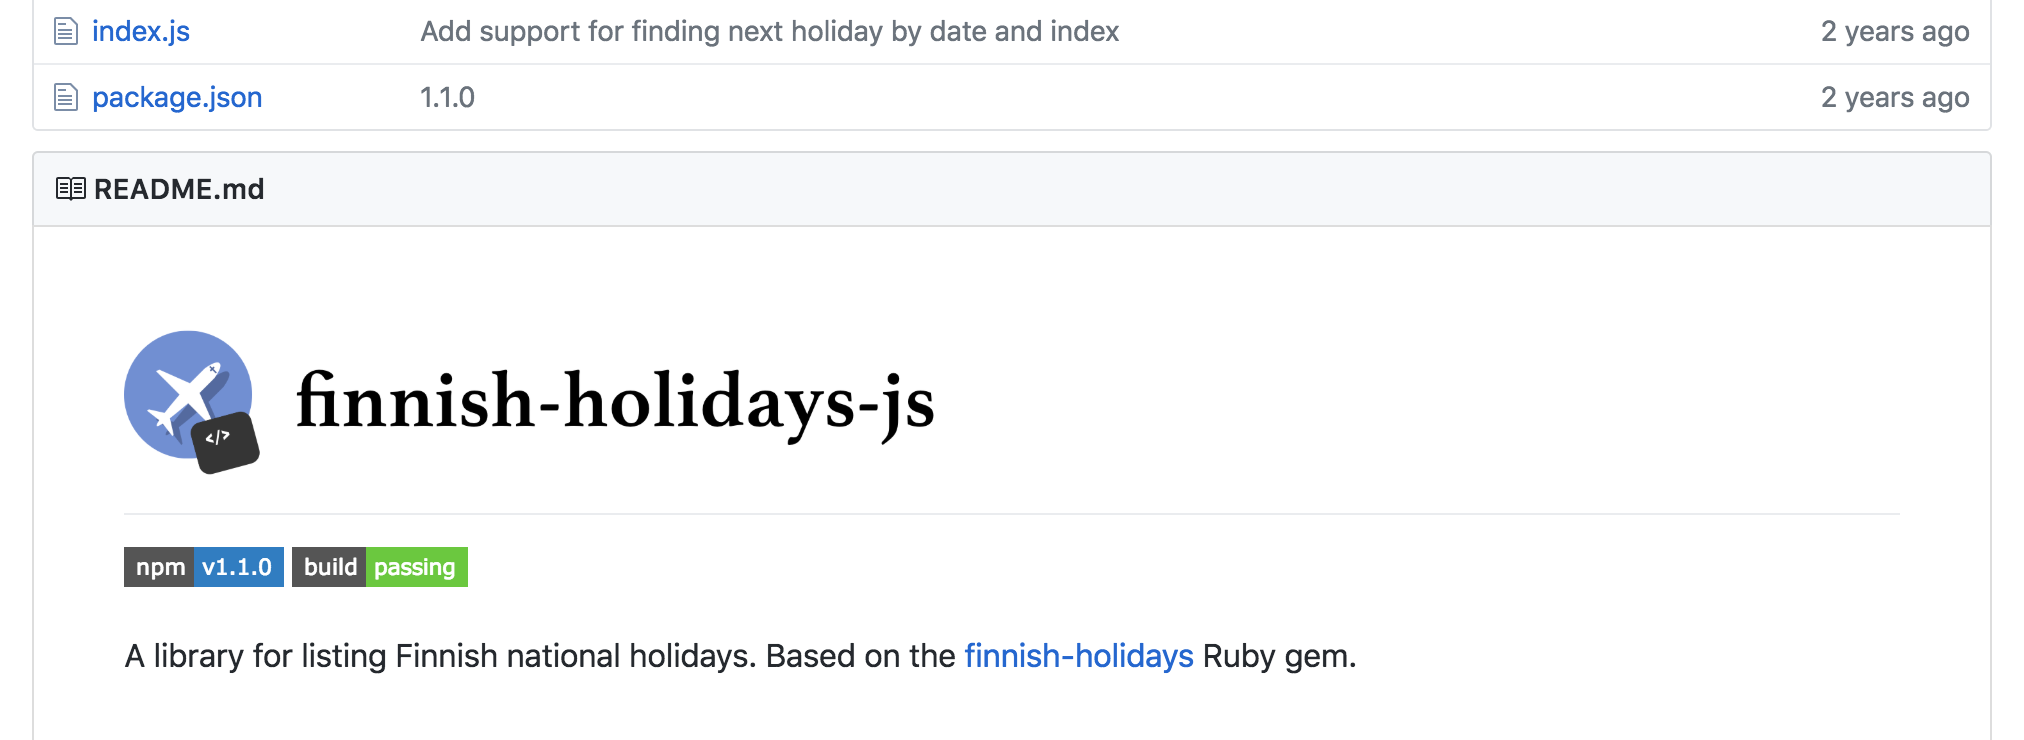 index.js Add support for finding next holiday by date and index 2 years ago
package.json 1.1.0 2 years ago
README.md
</>
finnish-holidays-js
npm v1.1.0 build passing
A library for listing Finnish national holidays. Based on the finnish-holidays Ruby gem.